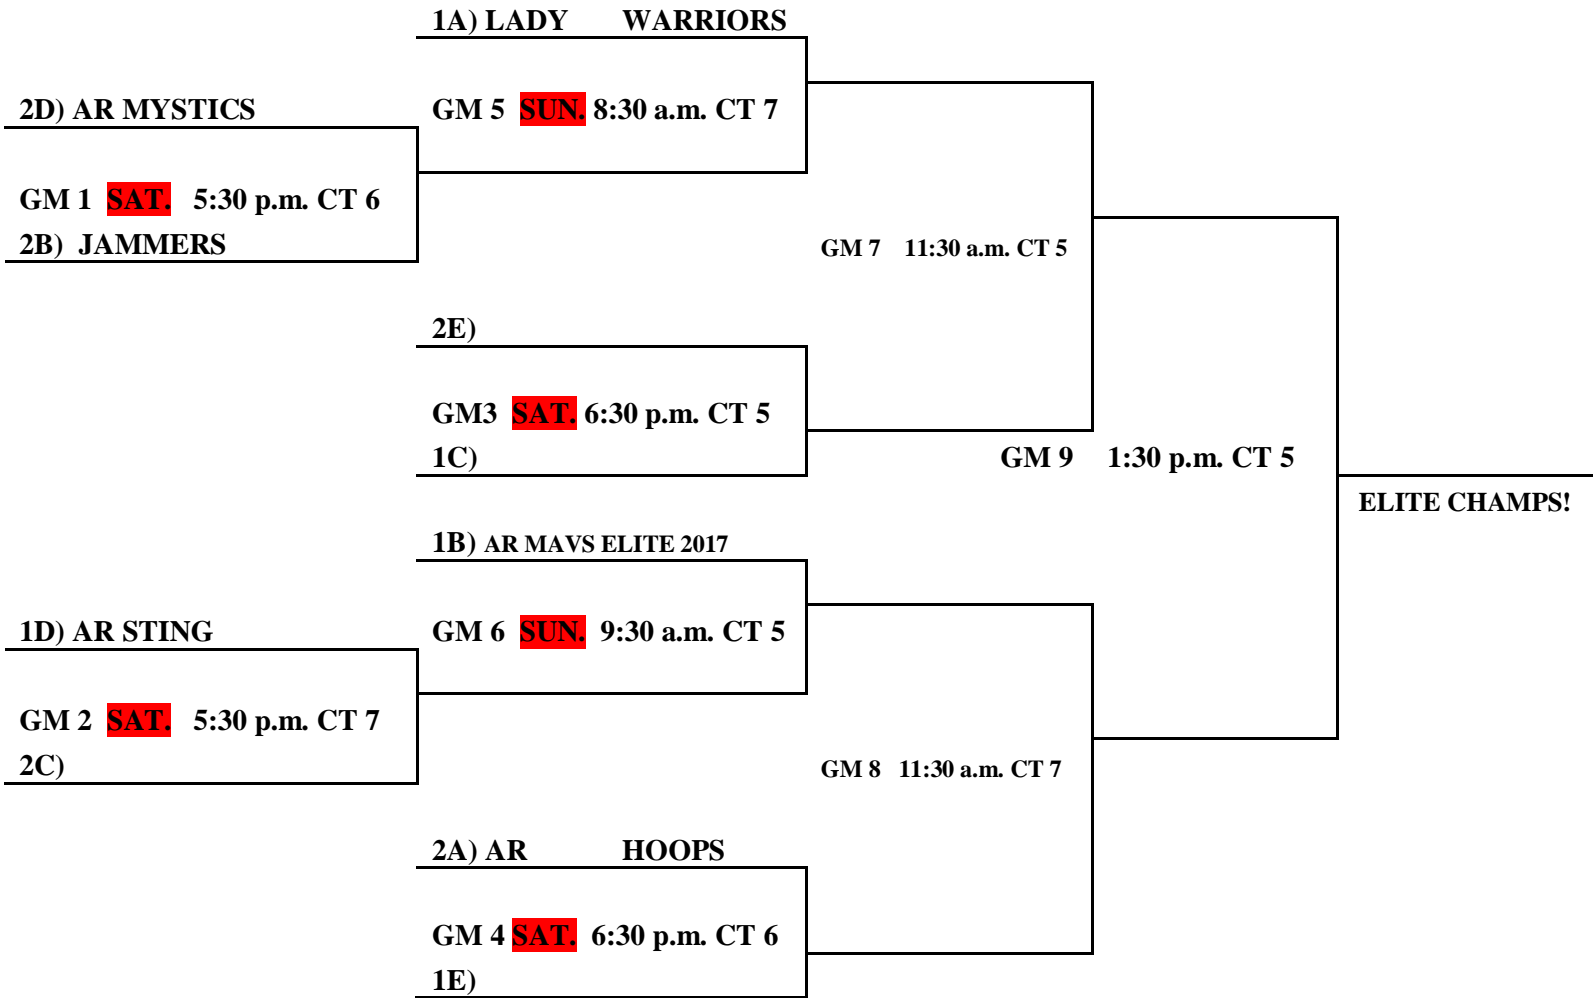 1A) LADY WARRIORS
2D) AR MYSTICS
GM 5 SUN. 8:30 a.m. CT 7
GM 1 SAT. 5:30 p.m. CT 6
2B) JAMMERS
GM 7 11:30 a.m. CT 5
2E)
GM3 SAT. 6:30 p.m. CT 5
1C)
GM 9 1:30 p.m. CT 5
ELITE CHAMPS!
1B) AR MAVS ELITE 2017
1D) AR STING
GM 6 SUN. 9:30 a.m. CT 5
GM 2 SAT. 5:30 p.m. CT 7
2C)
GM 8 11:30 a.m. CT 7
2A) AR HOOPS
GM 4 SAT. 6:30 p.m. CT 6
1E)